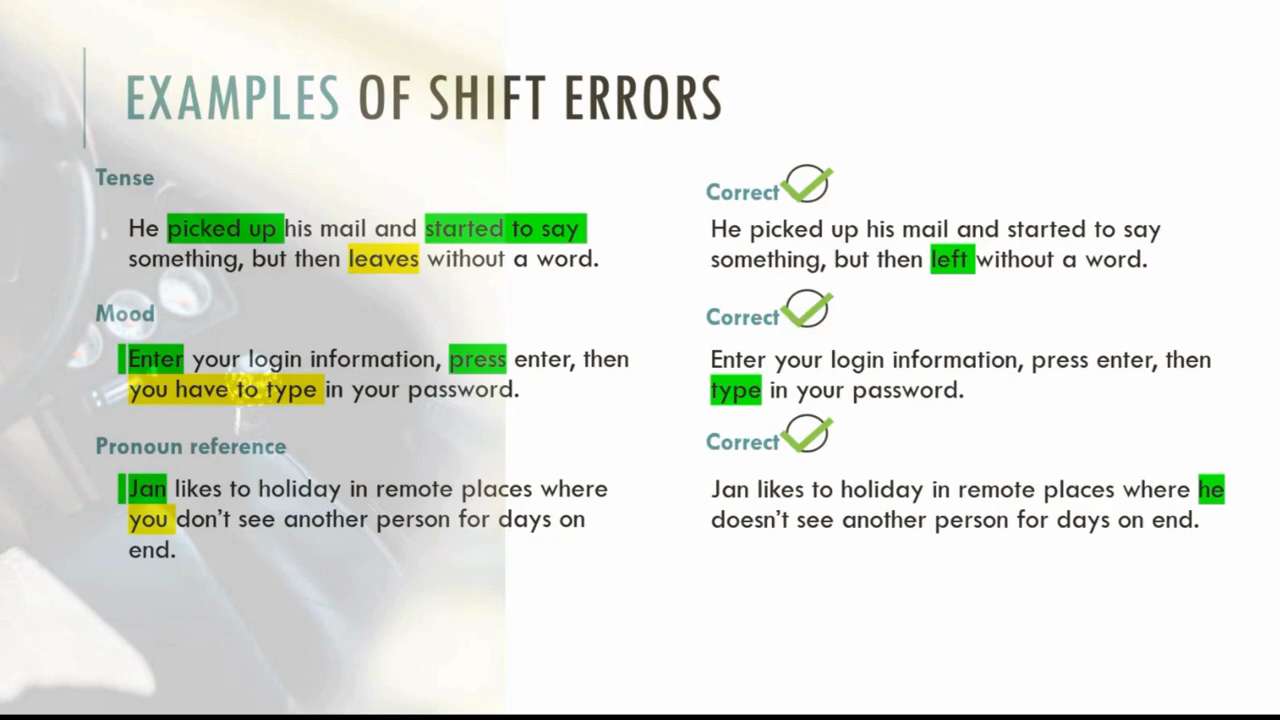 EXAMPLES OF SHIFT ERRORS
Tense
He picked up his mail and started to say
something, but then leaves without a word.
Correct
He picked up his mail and started to say
something, but then left without a word.
Mood
Enter your login information, press enter, then
you have to type in your password.
Correct
Enter your login information, press enter, then
type in your password.
Pronoun reference
Jan likes to holiday in remote places where
you don't see another person for days on
end.
Correct
Jan likes to holiday in remote places where he
doesn't see another person for days on end.